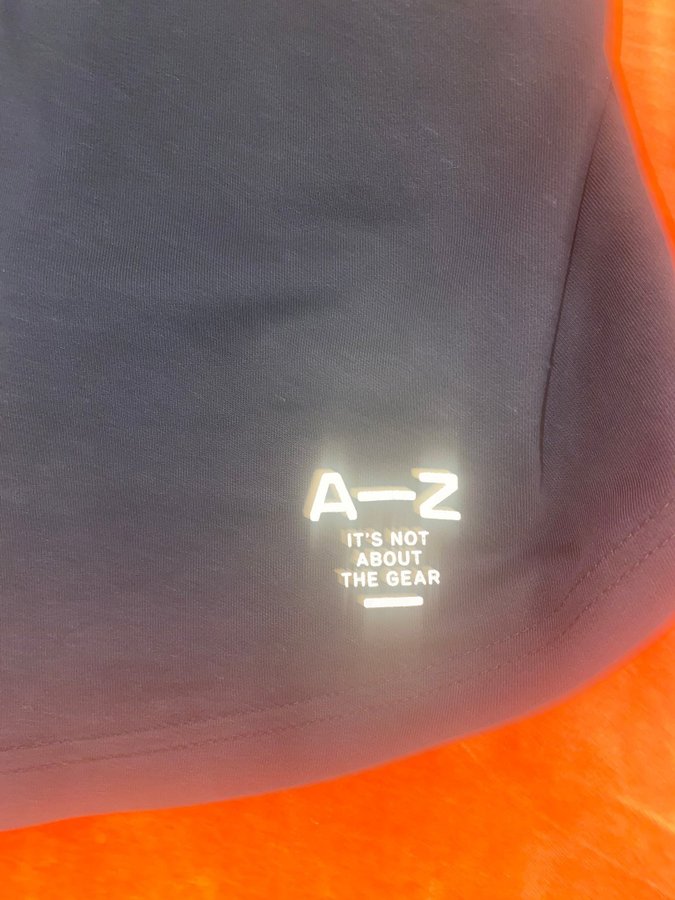 A—Z
IT'S NOT
ABOUT
THE GEAR